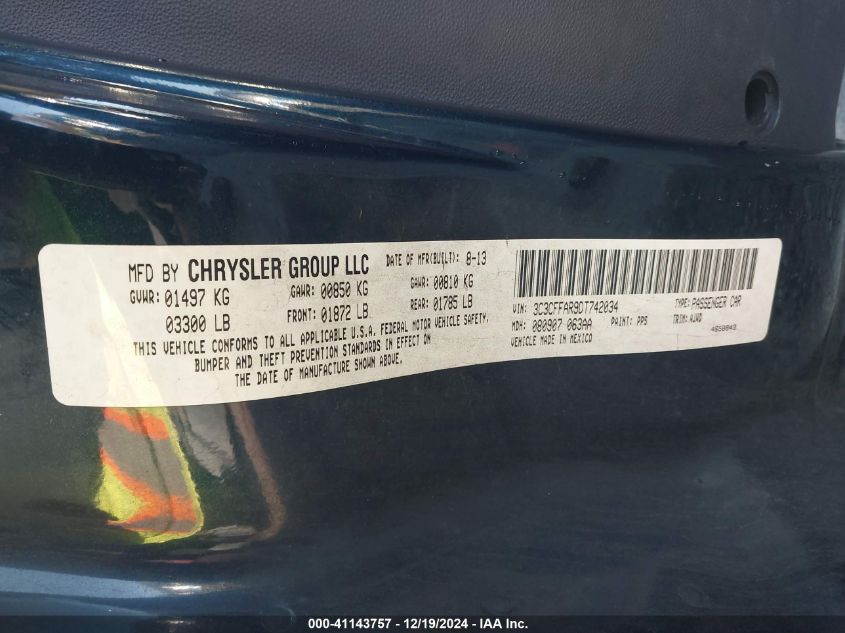 MFD BY CHRYSLER GROUP LLC DATE OF MFR(BUILT): 8-13
GVWR: 01497 KG GAWR: 00850 KG GAWR: 00810 KG
03300 LB FRONT: 01872 LB REAR: 01785 LB
THIS VEHICLE CONFORMS TO ALL APPLICABLE U.S.A. FEDERAL MOTOR VEHICLE SAFETY,
BUMPER AND THEFT PREVENTION STANDARDS IN EFFECT ON
THE DATE OF MANUFACTURE SHOWN ABOVE.
VIN: 3C3CFFAR9DT742034 TYPE: PASSENGER CAR
MDH: 080907 063AA PAINT: PPS TRIM: AJXD
VEHICLE MADE IN MEXICO
000-41143757 - 12/19/2024 - IAA Inc.